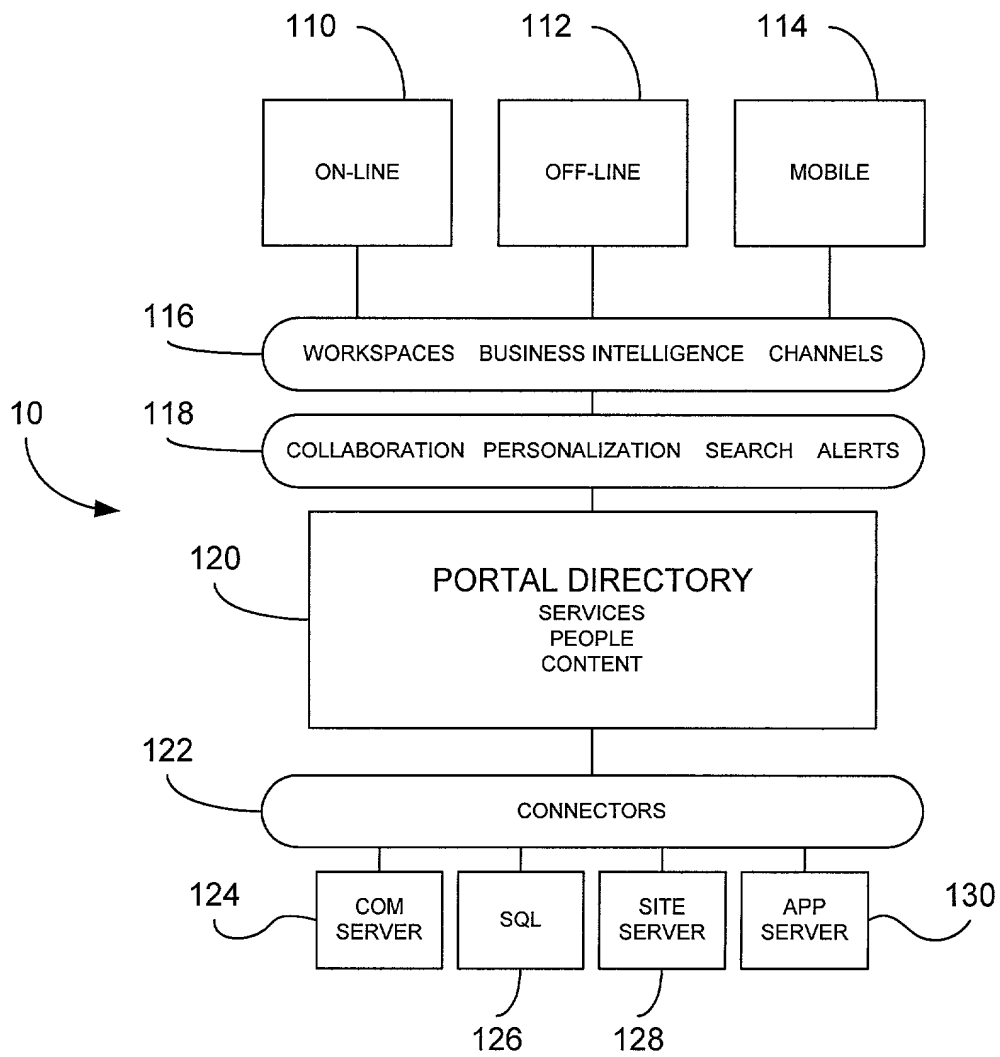 110 112 114
ON-LINE OFF-LINE MOBILE
116
WORKSPACES BUSINESS INTELLIGENCE CHANNELS
10
118
COLLABORATION PERSONALIZATION SEARCH ALERTS
120
PORTAL DIRECTORY
SERVICES
PEOPLE
CONTENT
122
CONNECTORS
124
COM
SERVER
SQL
SITE
SERVER
APP
SERVER
130
126 128